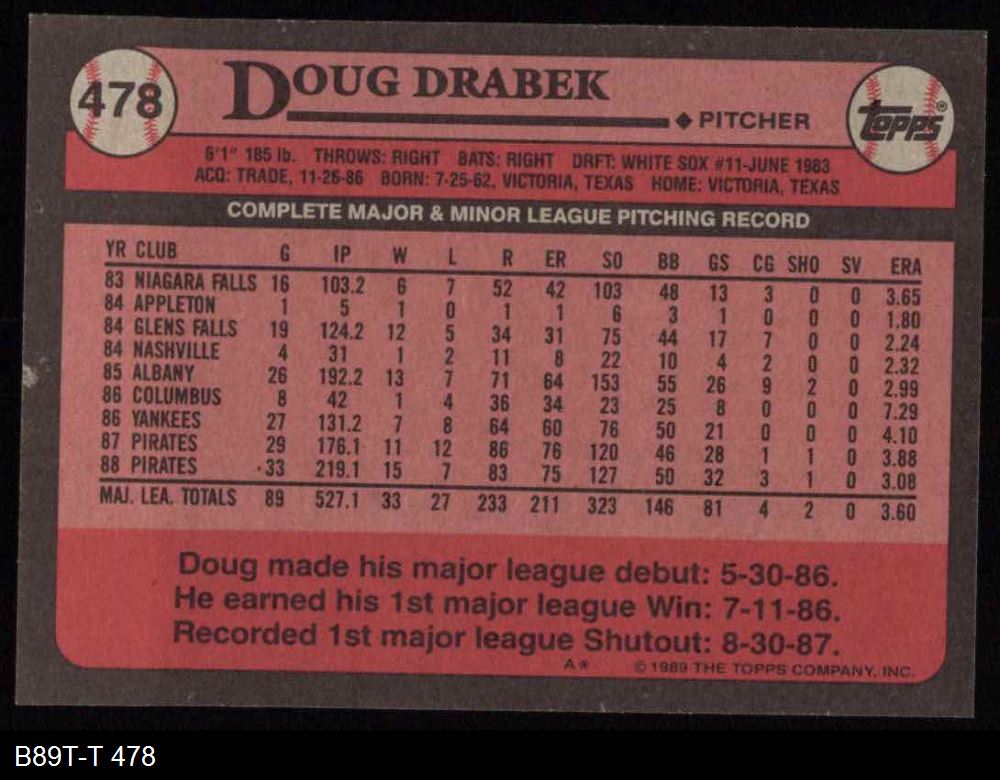 478
DOUG DRABEK
◆ PITCHER
Topps®
6'1" 185 lb. THROWS: RIGHT BATS: RIGHT DRFT: WHITE SOX #11-JUNE 1983
ACQ: TRADE, 11-26-86 BORN: 7-25-62, VICTORIA, TEXAS HOME: VICTORIA, TEXAS
COMPLETE MAJOR & MINOR LEAGUE PITCHING RECORD
YR CLUB G IP W L R ER SO BB GS CG SHO SV ERA
83 NIAGARA FALLS 16 103.2 6 7 52 42 103 48 13 3 0 0 3.65
84 APPLETON 1 5 1 0 1 1 6 3 1 0 0 0 1.80
84 GLENS FALLS 19 124.2 12 5 34 31 75 44 17 7 0 0 2.24
84 NASHVILLE 4 31 1 2 11 8 22 10 4 2 0 0 2.32
85 ALBANY 26 192.2 13 7 71 64 153 55 26 9 2 0 2.99
86 COLUMBUS 8 42 1 4 36 34 23 25 8 0 0 0 7.29
86 YANKEES 27 131.2 7 8 64 60 76 50 21 0 0 0 4.10
87 PIRATES 29 176.1 11 12 86 76 120 46 28 1 1 0 3.88
88 PIRATES 33 219.1 15 7 83 75 127 50 32 3 1 0 3.08
MAJ. LEA. TOTALS 89 527.1 33 27 233 211 323 146 81 4 2 0 3.60
Doug made his major league debut: 5-30-86.
He earned his 1st major league Win: 7-11-86.
Recorded 1st major league Shutout: 8-30-87.
A* © 1989 THE TOPPS COMPANY, INC.
B89T-T 478